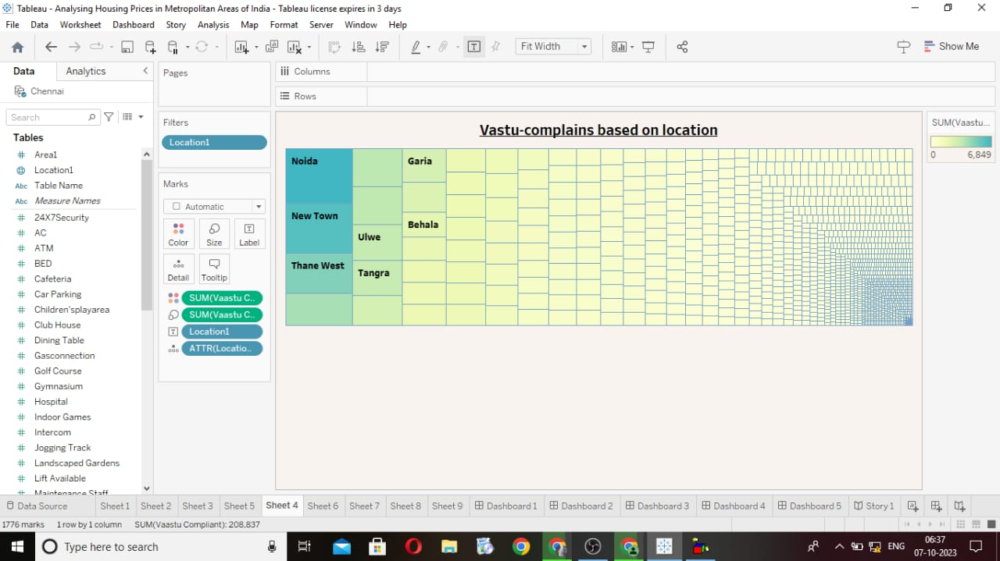 Tableau - Analysing Housing Prices in Metropolitan Areas of India - Tableau license expires in 3 days
File Data Worksheet Dashboard Story Analysis Map Format Server Window Help
Fit Width
Show Me
Data Analytics
Chennai
Search
Tables
Area1
Location1
Abc Table Name
Abc Measure Names
24X7Security
AC
ATM
BED
Cafeteria
Car Parking
Children'splayarea
Club House
Dining Table
Gasconnection
Golf Course
Gymnasium
Hospital
Indoor Games
Intercom
Jogging Track
Landscaped Gardens
Lift Available
Maintenance Staff
Pages
Filters
Location1
Marks
Automatic
Color Size Label
Detail Tooltip
SUM(Vaastu C..
SUM(Vaastu C..
Location1
ATTR(Locatio..
Columns
Rows
Vastu-complains based on location
Noida
New Town
Thane West
Ulwe
Tangra
Garia
Behala
SUM(Vaastu...
0 6,849
Data Source Sheet 1 Sheet 2 Sheet 3 Sheet 5 Sheet 4 Sheet 6 Sheet 7 Sheet 8 Sheet 9 Dashboard 1 Dashboard 2 Dashboard 3 Dashboard 4 Dashboard 5 Story 1
1776 marks 1 row by 1 column SUM(Vaastu Compliant): 208,837
Type here to search
ENG
06:37
07-10-2023